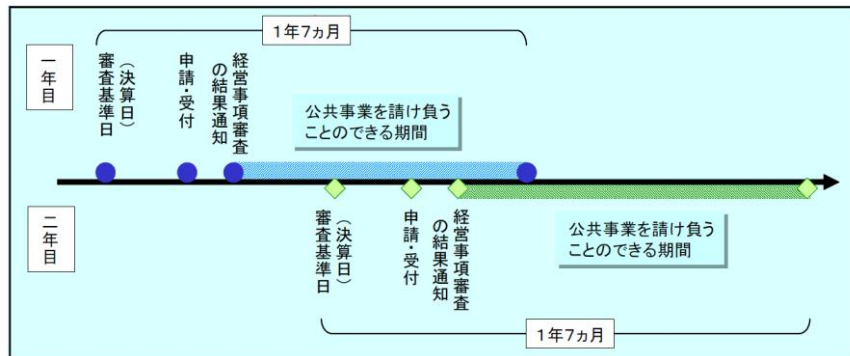 1年7ヵ月
一年目
審査基準日
（決算日）
申請・受付
経営事項審査
の結果通知
公共事業を請け負う
ことのできる期間
二年目
審査基準日
（決算日）
申請・受付
経営事項審査
の結果通知
公共事業を請け負う
ことのできる期間
1年7ヵ月